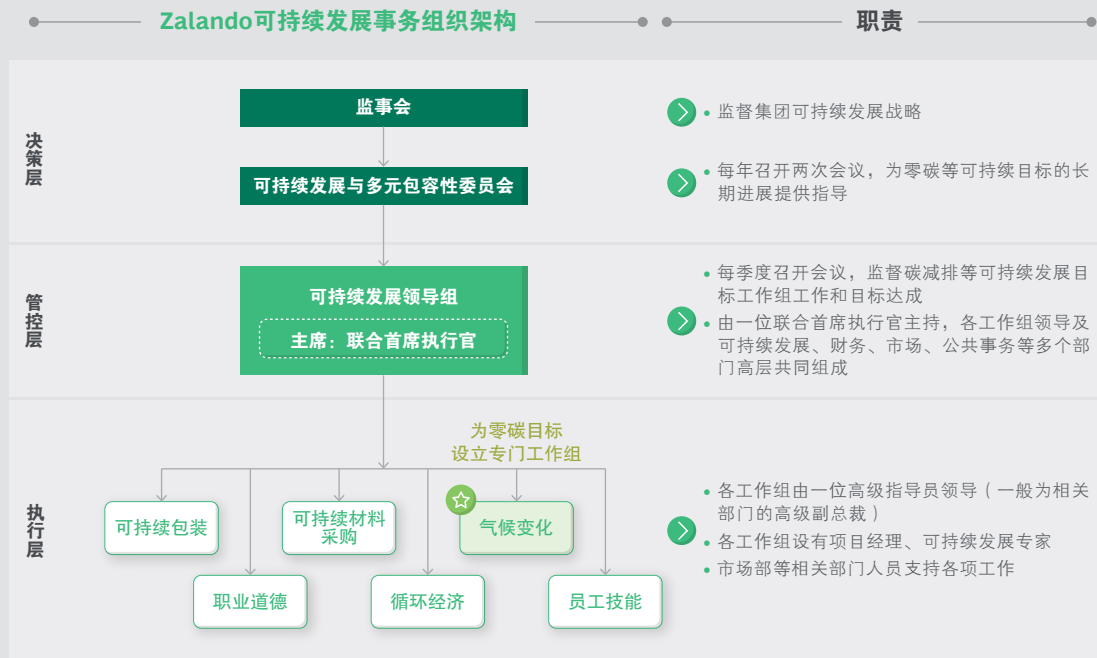 Zalando可持续发展事务组织架构
职责
决策层
监事会
监督集团可持续发展战略
可持续发展与多元包容性委员会
每年召开两次会议，为零碳等可持续目标的长
期进展提供指导
管控层
可持续发展领导组
主席：联合首席执行官
每季度召开会议，监督碳减排等可持续发展目
标工作组工作和目标达成
由一位联合首席执行官主持，各工作组领导及
可持续发展、财务、市场、公共事务等多个部
门高层共同组成
执行层
为零碳目标
设立专门工作组
可持续包装
可持续材料
采购
气候变化
职业道德
循环经济
员工技能
各工作组由一位高级指导员领导（一般为相关
部门的高级副总裁）
各工作组设有项目经理、可持续发展专家
市场部等相关部门人员支持各项工作